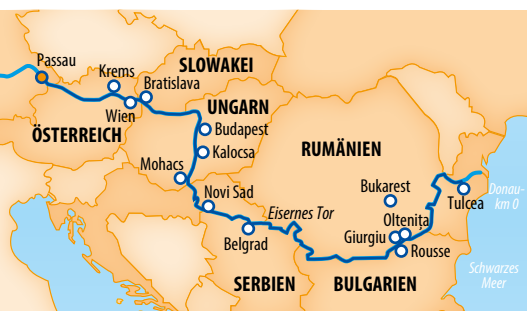 Passau
Krems
SLOWAKEI
Bratislava
Wien
UNGARN
ÖSTERREICH
Budapest
Kalocsa
RUMÄNIEN
Mohacs
Novi Sad
Bukarest
Eisernes Tor
Oltenița
Tulcea
Donau-
km 0
Belgrad
Giurgiu
Rousse
SERBIEN
BULGARIEN
Schwarzes
Meer